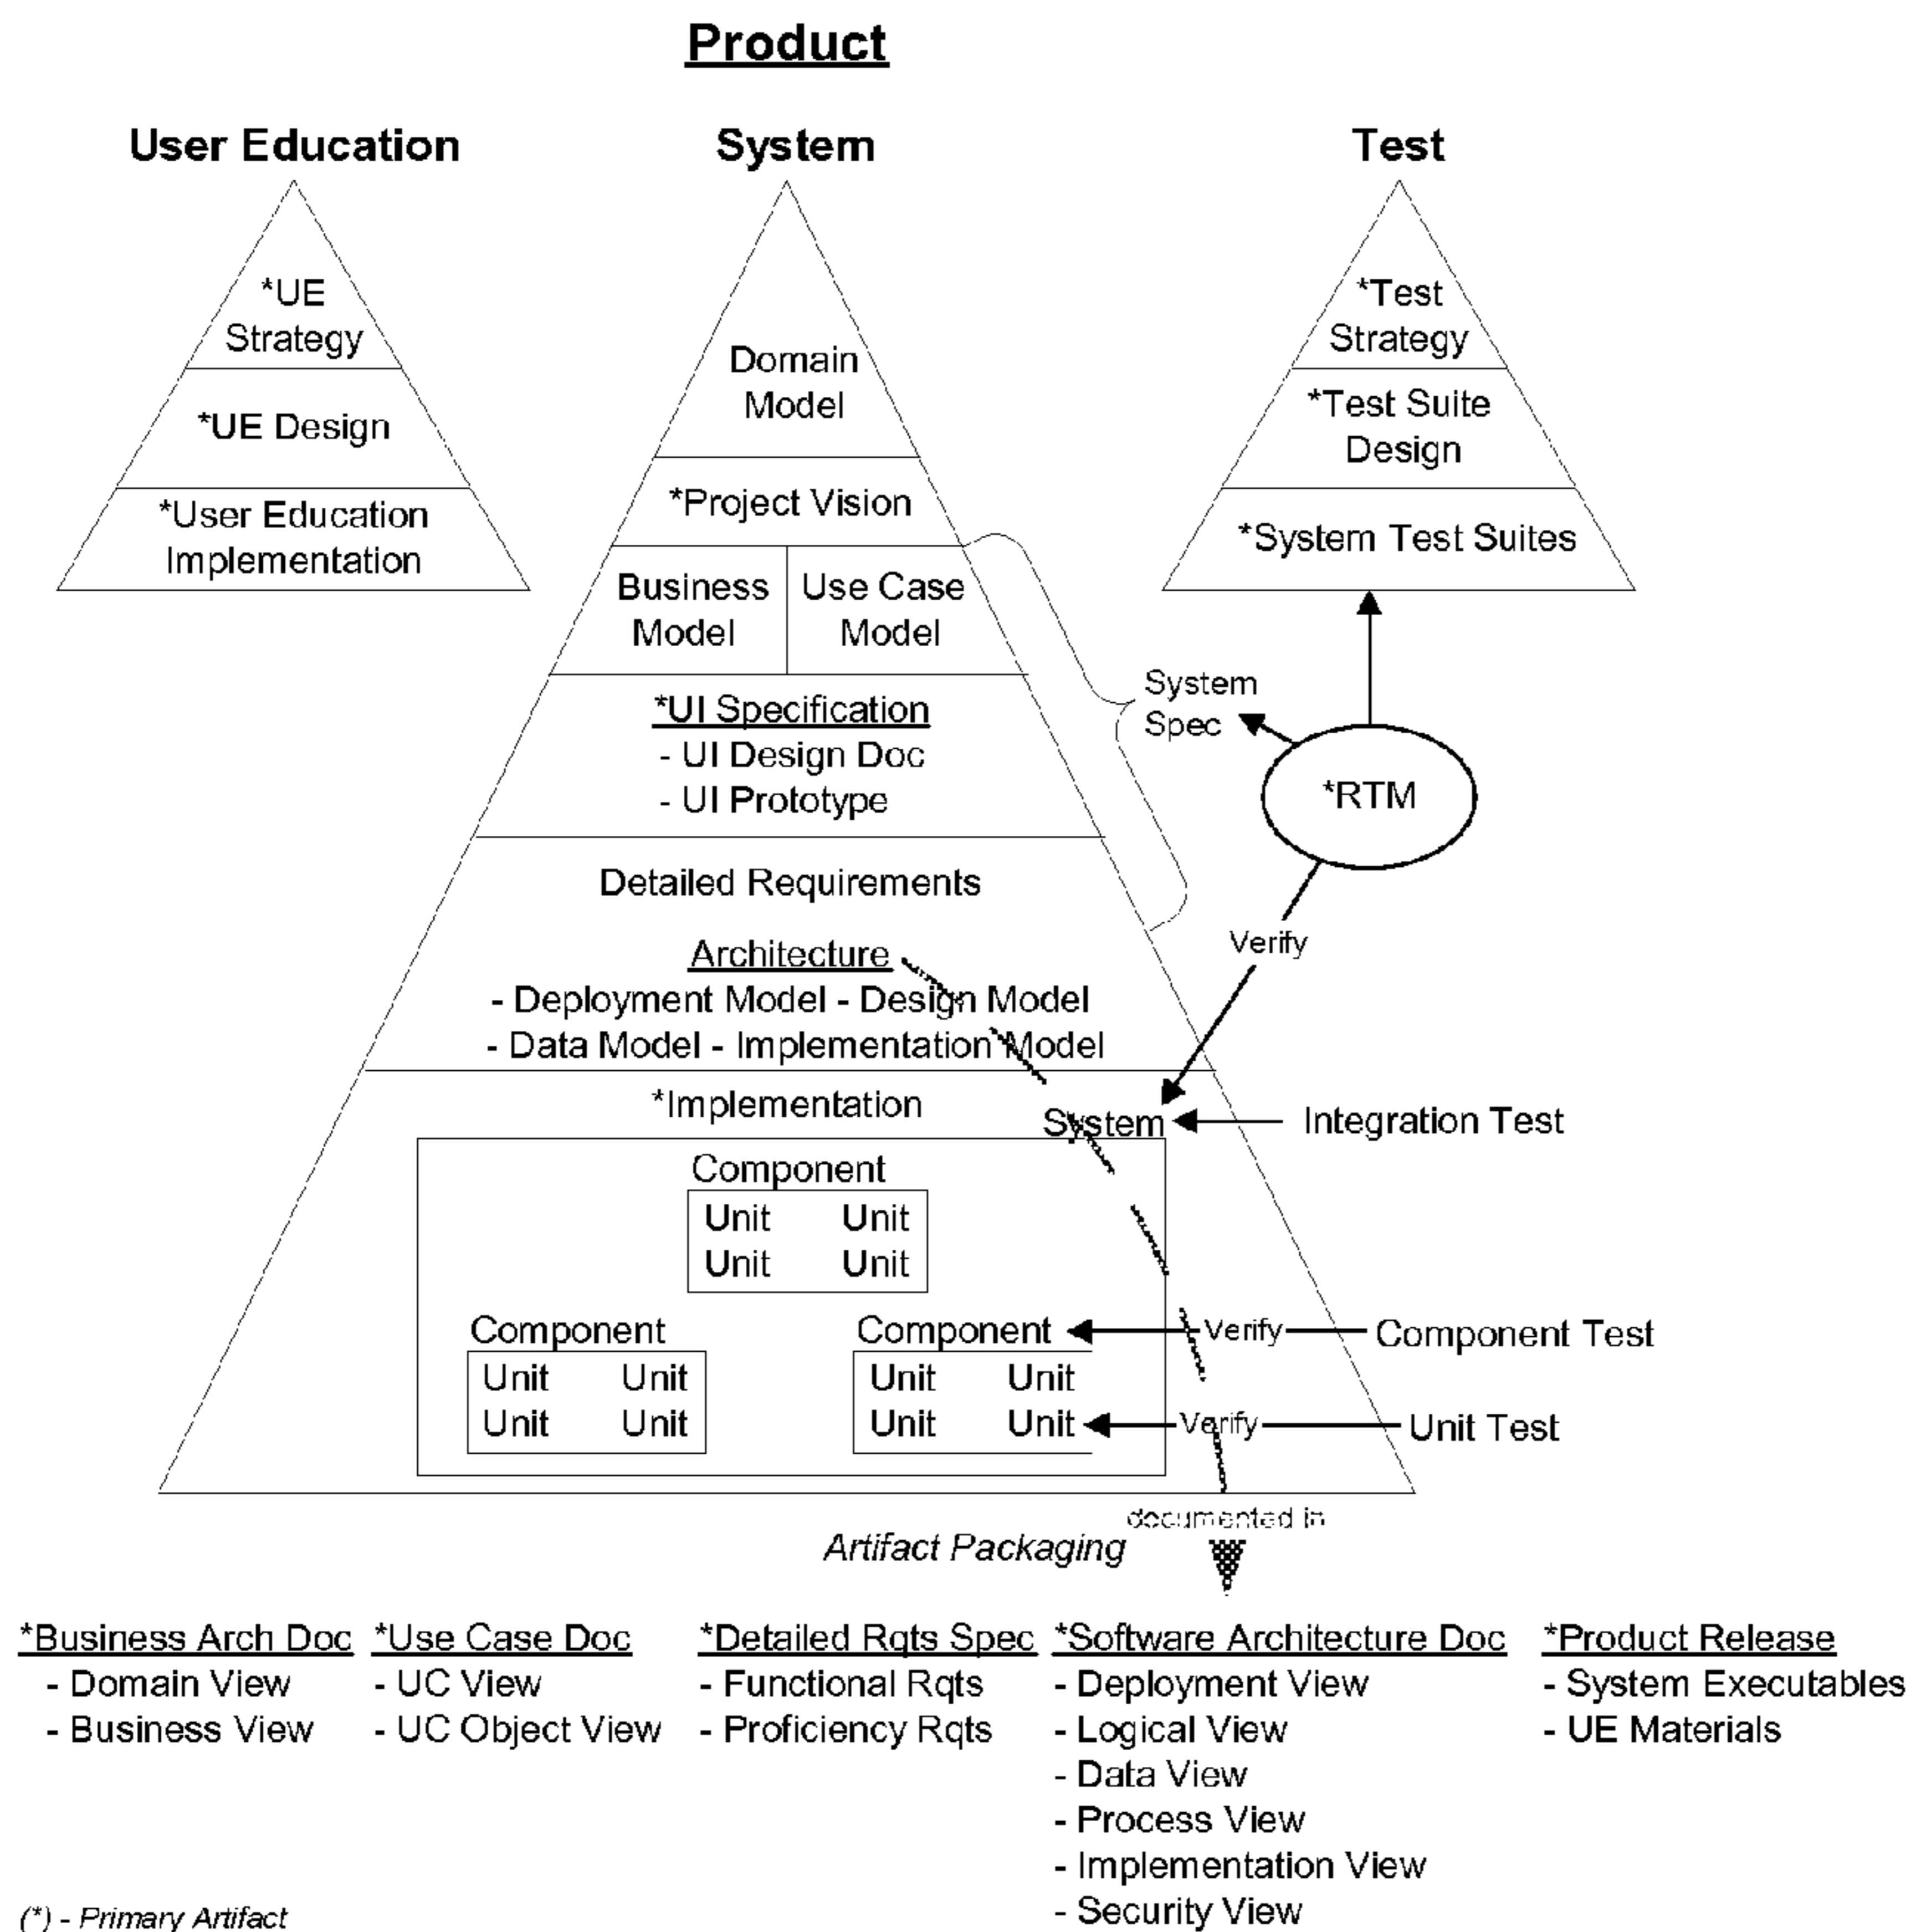 Product
User Education
System
Test
*UE
Strategy
*UE Design
*User Education
Implementation
Domain
Model
*Project Vision
Business
Model
Use Case
Model
*UI Specification
- UI Design Doc
- UI Prototype
Detailed Requirements
Architecture
- Deployment Model - Design Model
- Data Model - Implementation Model
*Implementation
System
Component
Unit Unit
Unit Unit
Component
Unit Unit
Unit Unit
Component
Unit Unit
Unit Unit
*Test
Strategy
*Test Suite
Design
*System Test Suites
System
Spec
*RTM
Verify
Integration Test
Verify
Component Test
Verify
Unit Test
documented in
Artifact Packaging
*Business Arch Doc
- Domain View
- Business View
*Use Case Doc
- UC View
- UC Object View
*Detailed Rqts Spec
- Functional Rqts
- Proficiency Rqts
*Software Architecture Doc
- Deployment View
- Logical View
- Data View
- Process View
- Implementation View
- Security View
*Product Release
- System Executables
- UE Materials
(*) - Primary Artifact